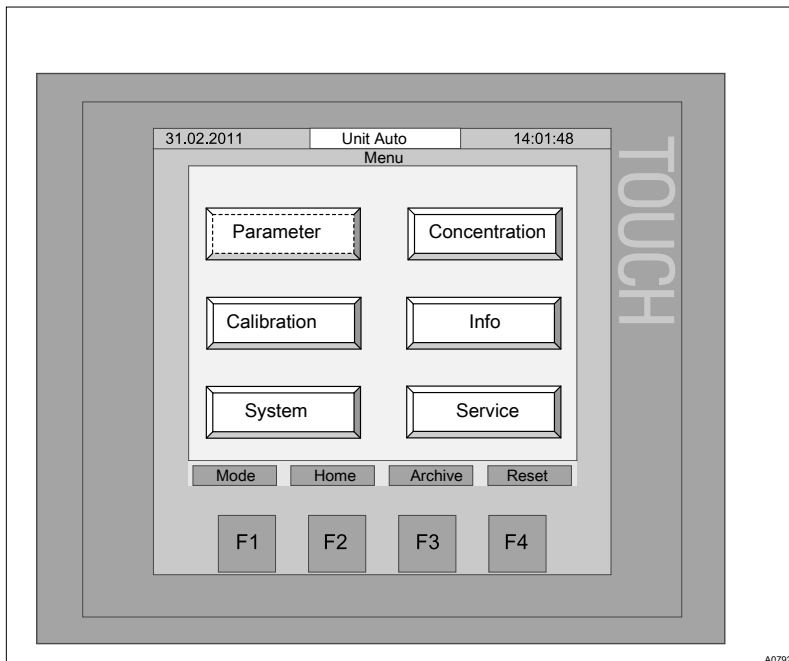 31.02.2011 Unit Auto 14:01:48
Menu
Parameter Concentration
Calibration Info
System Service
Mode Home Archive Reset
F1 F2 F3 F4
TOUCH